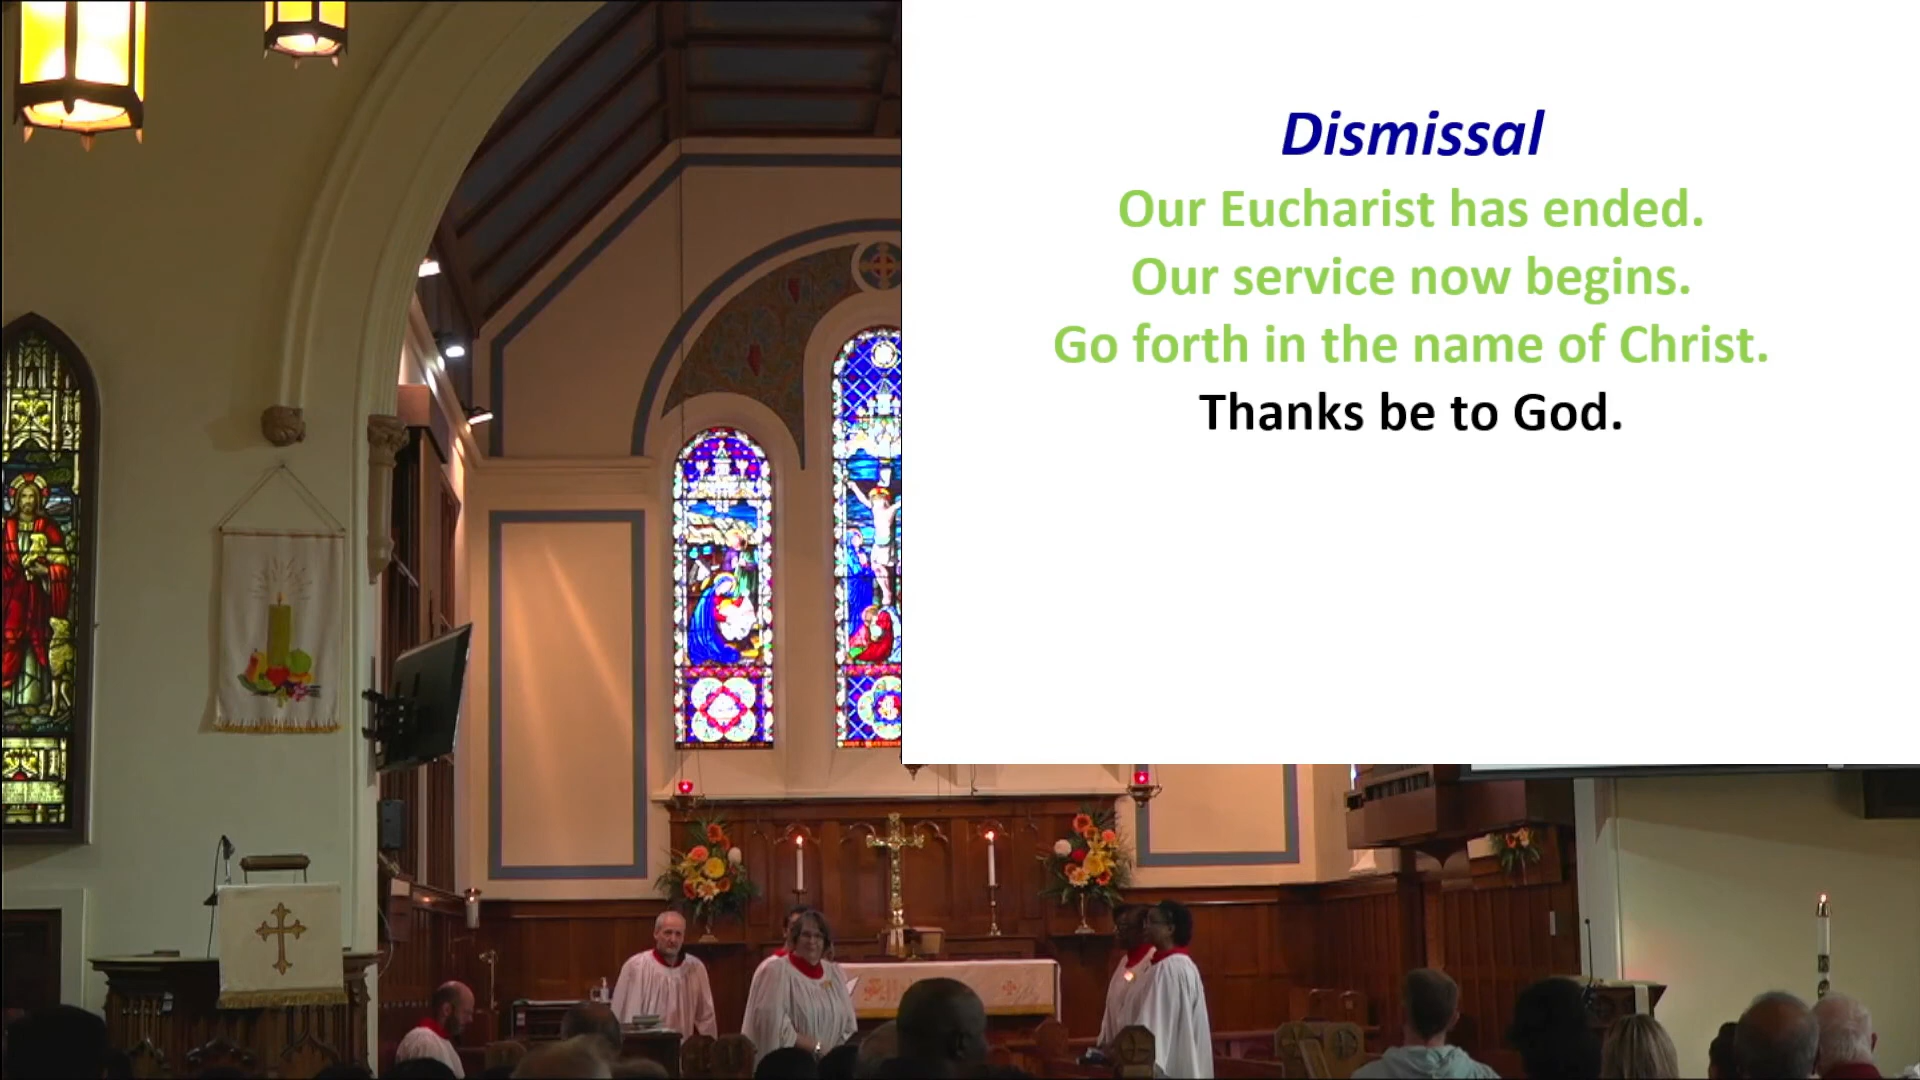 Dismissal
Our Eucharist has ended.
Our service now begins.
Go forth in the name of Christ.
Thanks be to God.